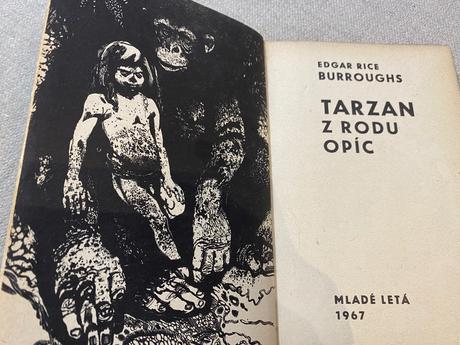 EDGAR RICE
BURROUGHS
TARZAN
Z RODU
OPÍC
MLADÉ LETÁ
1967